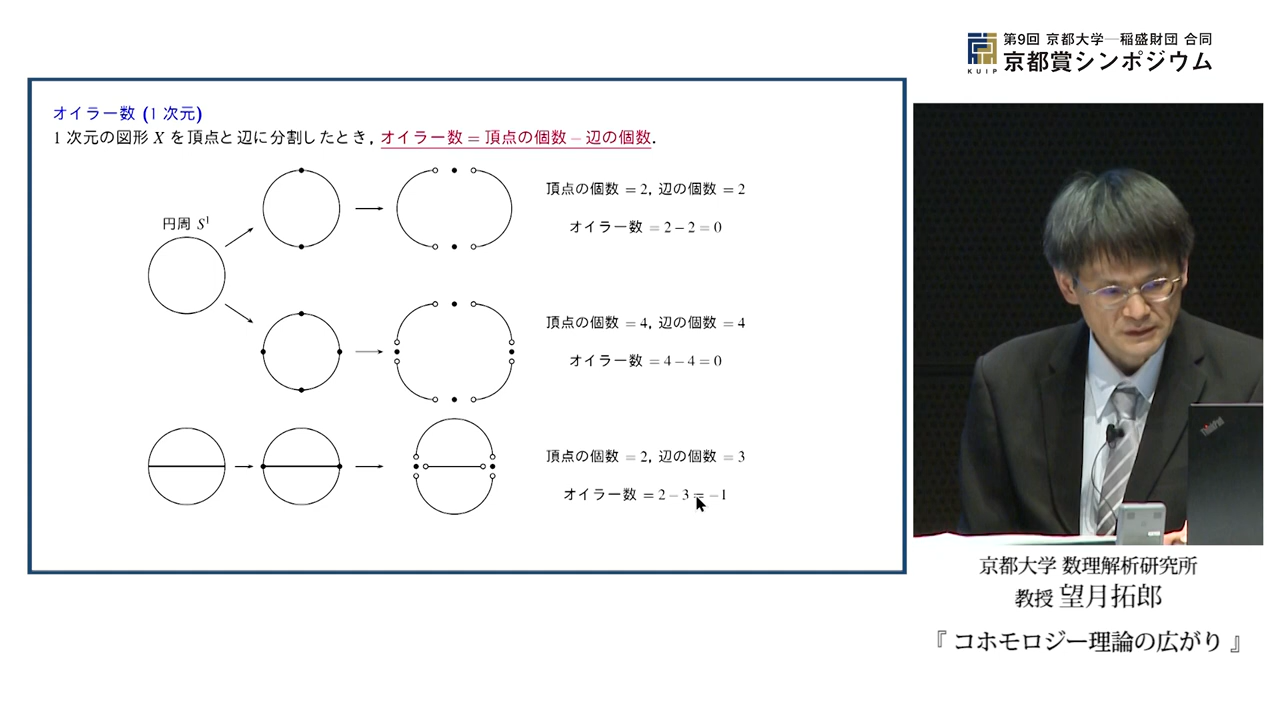 第9回 京都大学―稲盛財団 合同
京都賞シンポジウム
KUIP
オイラー数 (1 次元)
1 次元の図形 X を頂点と辺に分割したとき, オイラー数 = 頂点の個数 − 辺の個数.
円周 S¹
頂点の個数 = 2, 辺の個数 = 2
オイラー数 = 2 − 2 = 0
頂点の個数 = 4, 辺の個数 = 4
オイラー数 = 4 − 4 = 0
頂点の個数 = 2, 辺の個数 = 3
オイラー数 = 2 − 3 = −1
ThinkPad
京都大学 数理解析研究所
教授 望月拓郎
『 コホモロジー理論の広がり 』